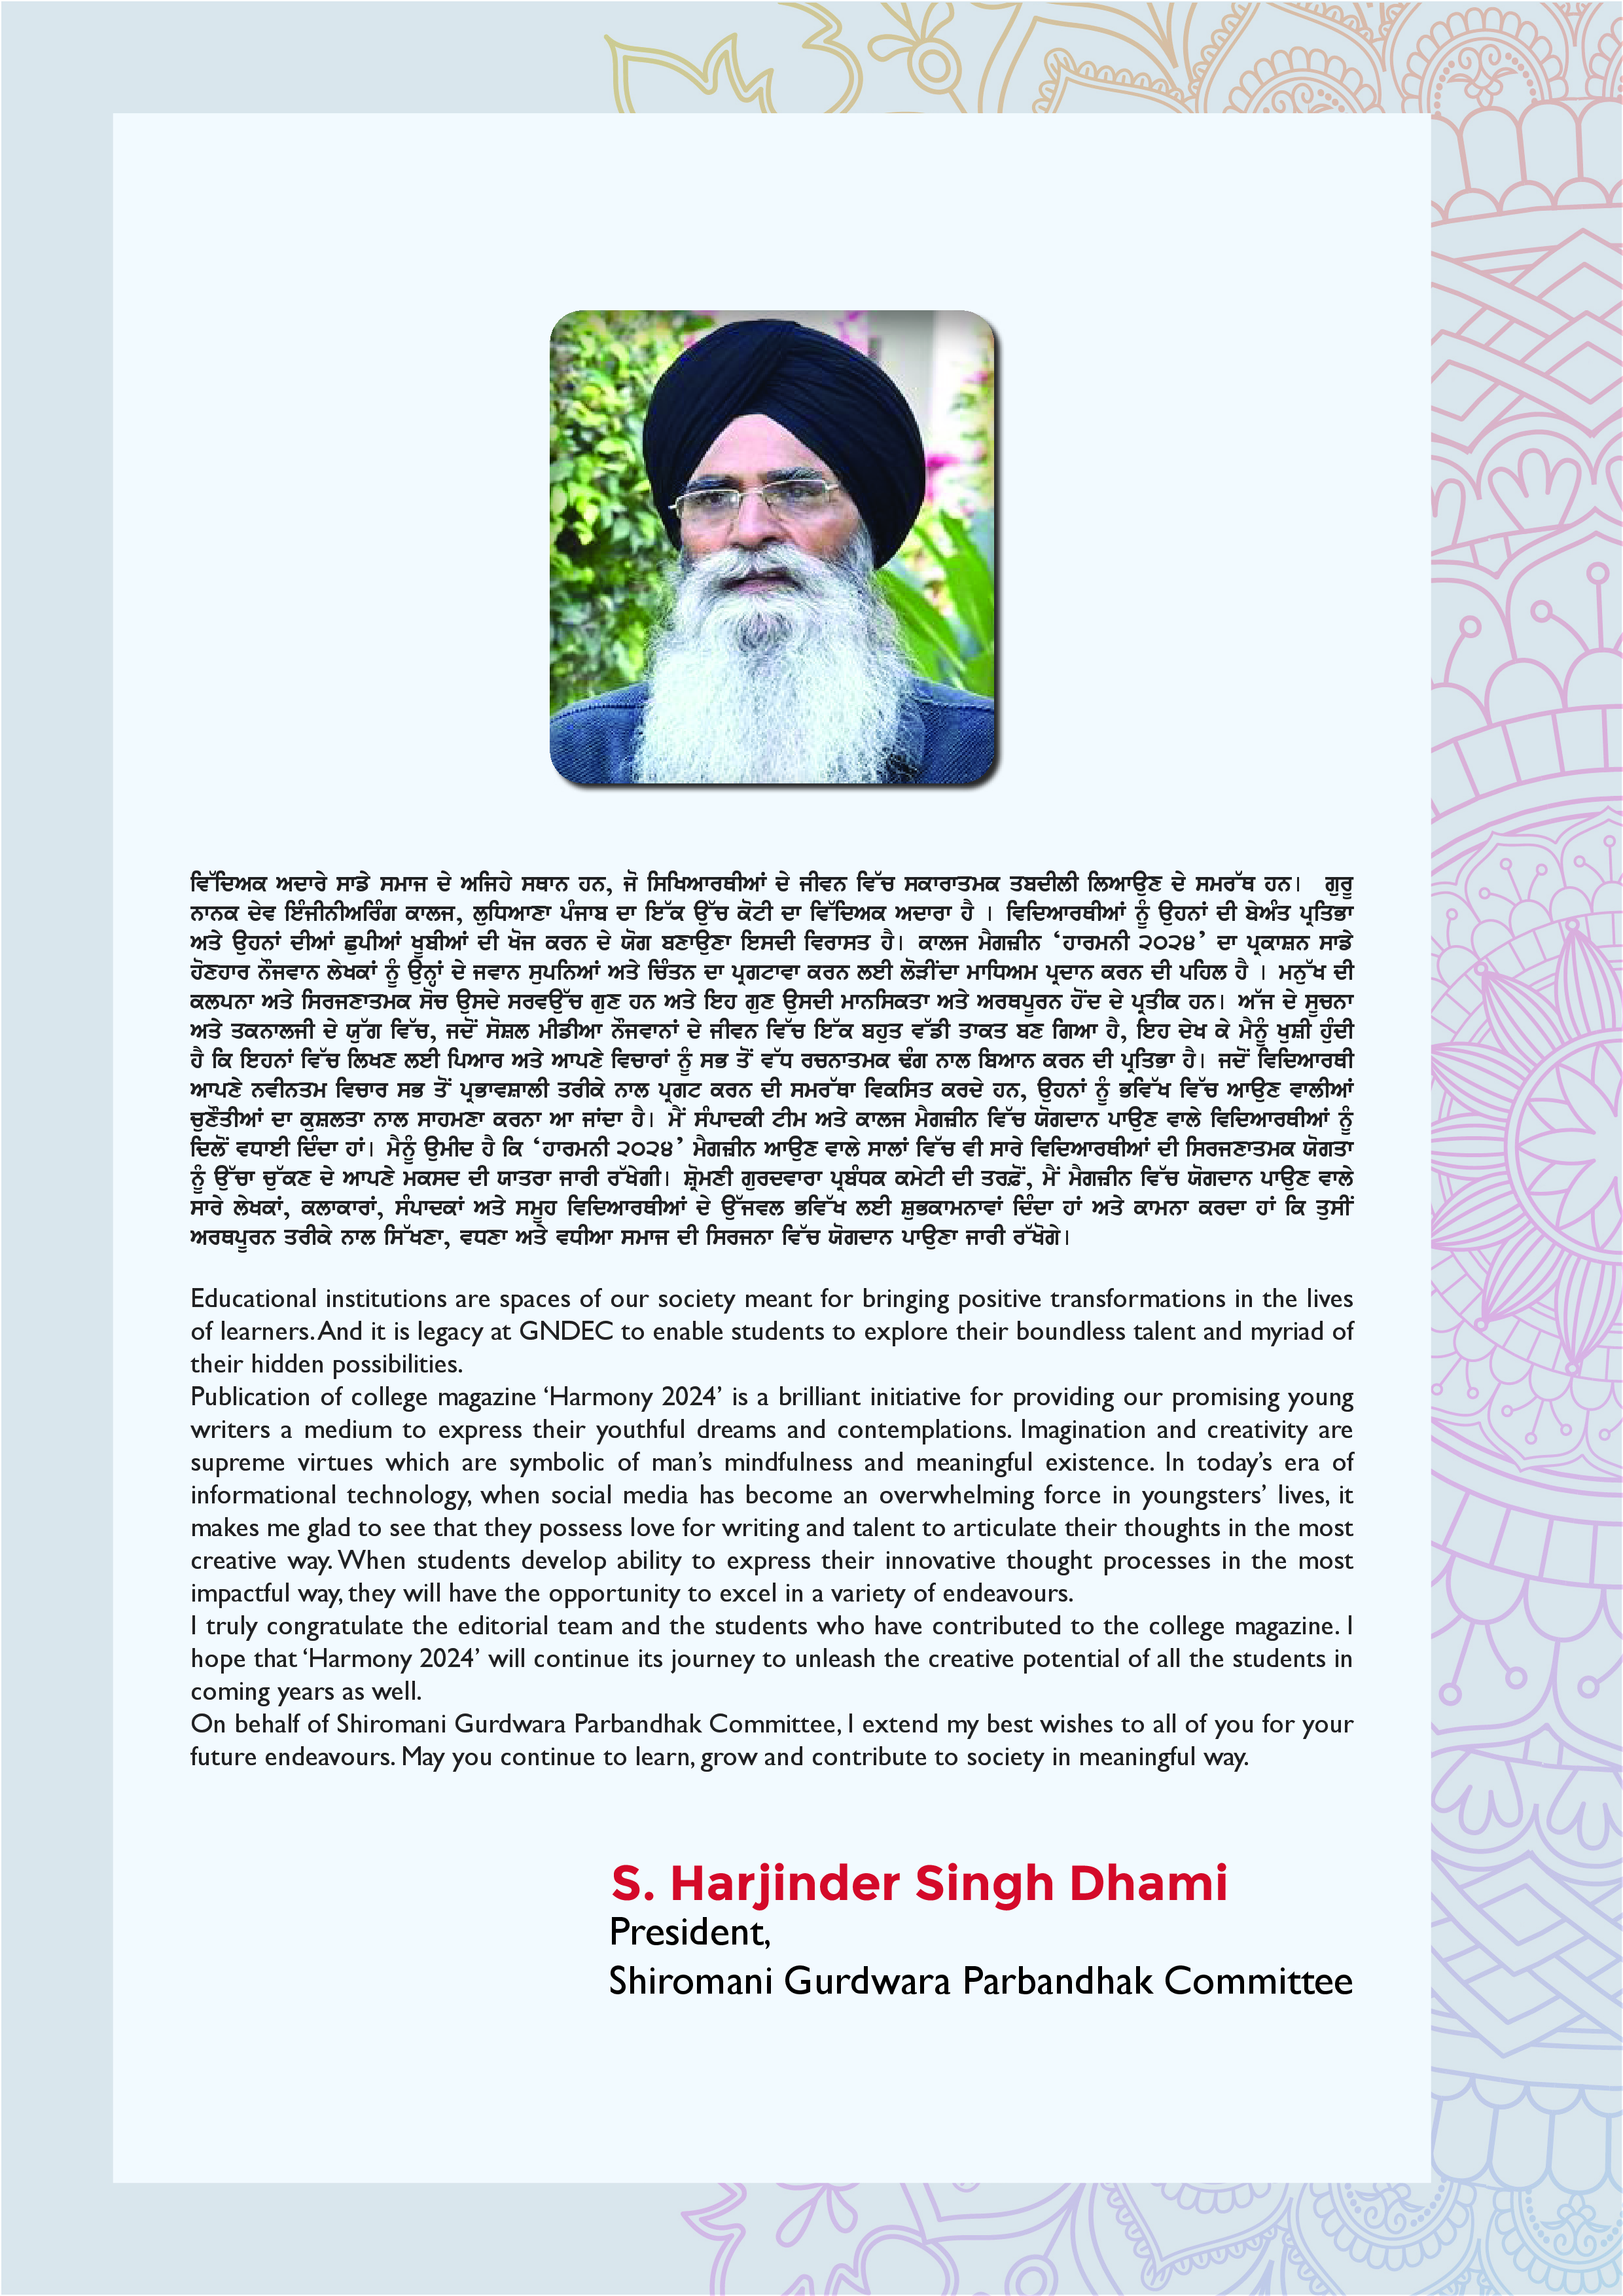 ਵਿੱਦਿਅਕ ਅਦਾਰੇ ਸਾਡੇ ਸਮਾਜ ਦੇ ਅਜਿਹੇ ਸਥਾਨ ਹਨ, ਜੋ ਸਿਖਿਆਰਥੀਆਂ ਦੇ ਜੀਵਨ ਵਿੱਚ ਸਕਾਰਾਤਮਕ ਤਬਦੀਲੀ ਲਿਆਉਣ ਦੇ ਸਮਰੱਥ ਹਨ। ਗੁਰੂ
ਨਾਨਕ ਦੇਵ ਇੰਜੀਨੀਅਰਿੰਗ ਕਾਲਜ, ਲੁਧਿਆਣਾ ਪੰਜਾਬ ਦਾ ਇੱਕ ਉੱਚ ਕੋਟੀ ਦਾ ਵਿੱਦਿਅਕ ਅਦਾਰਾ ਹੈ । ਵਿਦਿਆਰਥੀਆਂ ਨੂੰ ਉਹਨਾਂ ਦੀ ਬੇਅੰਤ ਪ੍ਰਤਿਭਾ
ਅਤੇ ਉਹਨਾਂ ਦੀਆਂ ਛੁਪੀਆਂ ਖੂਬੀਆਂ ਦੀ ਖੋਜ ਕਰਨ ਦੇ ਯੋਗ ਬਣਾਉਣਾ ਇਸਦੀ ਵਿਰਾਸਤ ਹੈ। ਕਾਲਜ ਮੈਗਜ਼ੀਨ ‘ਹਾਰਮਨੀ ੨੦੨੪’ ਦਾ ਪ੍ਰਕਾਸ਼ਨ ਸਾਡੇ
ਹੋਣਹਾਰ ਨੌਜਵਾਨ ਲੇਖਕਾਂ ਨੂੰ ਉਨ੍ਹਾਂ ਦੇ ਜਵਾਨ ਸੁਪਨਿਆਂ ਅਤੇ ਚਿੰਤਨ ਦਾ ਪ੍ਰਗਟਾਵਾ ਕਰਨ ਲਈ ਲੋੜੀਂਦਾ ਮਾਧਿਅਮ ਪ੍ਰਦਾਨ ਕਰਨ ਦੀ ਪਹਿਲ ਹੈ । ਮਨੁੱਖ ਦੀ
ਕਲਪਨਾ ਅਤੇ ਸਿਰਜਣਾਤਮਕ ਸੋਚ ਉਸਦੇ ਸਰਵਉੱਚ ਗੁਣ ਹਨ ਅਤੇ ਇਹ ਗੁਣ ਉਸਦੀ ਮਾਨਸਿਕਤਾ ਅਤੇ ਅਰਥਪੂਰਨ ਹੋਂਦ ਦੇ ਪ੍ਰਤੀਕ ਹਨ। ਅੱਜ ਦੇ ਸੂਚਨਾ
ਅਤੇ ਤਕਨਾਲਜੀ ਦੇ ਯੁੱਗ ਵਿੱਚ, ਜਦੋਂ ਸੋਸ਼ਲ ਮੀਡੀਆ ਨੌਜਵਾਨਾਂ ਦੇ ਜੀਵਨ ਵਿੱਚ ਇੱਕ ਬਹੁਤ ਵੱਡੀ ਤਾਕਤ ਬਣ ਗਿਆ ਹੈ, ਇਹ ਦੇਖ ਕੇ ਮੈਨੂੰ ਖੁਸ਼ੀ ਹੁੰਦੀ
ਹੈ ਕਿ ਇਹਨਾਂ ਵਿੱਚ ਲਿਖਣ ਲਈ ਪਿਆਰ ਅਤੇ ਆਪਣੇ ਵਿਚਾਰਾਂ ਨੂੰ ਸਭ ਤੋਂ ਵੱਧ ਰਚਨਾਤਮਕ ਢੰਗ ਨਾਲ ਬਿਆਨ ਕਰਨ ਦੀ ਪ੍ਰਤਿਭਾ ਹੈ। ਜਦੋਂ ਵਿਦਿਆਰਥੀ
ਆਪਣੇ ਨਵੀਨਤਮ ਵਿਚਾਰ ਸਭ ਤੋਂ ਪ੍ਰਭਾਵਸ਼ਾਲੀ ਤਰੀਕੇ ਨਾਲ ਪ੍ਰਗਟ ਕਰਨ ਦੀ ਸਮਰੱਥਾ ਵਿਕਸਿਤ ਕਰਦੇ ਹਨ, ਉਹਨਾਂ ਨੂੰ ਭਵਿੱਖ ਵਿੱਚ ਆਉਣ ਵਾਲੀਆਂ
ਚੁਣੌਤੀਆਂ ਦਾ ਕੁਸ਼ਲਤਾ ਨਾਲ ਸਾਹਮਣਾ ਕਰਨਾ ਆ ਜਾਂਦਾ ਹੈ। ਮੈਂ ਸੰਪਾਦਕੀ ਟੀਮ ਅਤੇ ਕਾਲਜ ਮੈਗਜ਼ੀਨ ਵਿੱਚ ਯੋਗਦਾਨ ਪਾਉਣ ਵਾਲੇ ਵਿਦਿਆਰਥੀਆਂ ਨੂੰ
ਦਿਲੋਂ ਵਧਾਈ ਦਿੰਦਾ ਹਾਂ। ਮੈਨੂੰ ਉਮੀਦ ਹੈ ਕਿ ‘ਹਾਰਮਨੀ ੨੦੨੪’ ਮੈਗਜ਼ੀਨ ਆਉਣ ਵਾਲੇ ਸਾਲਾਂ ਵਿੱਚ ਵੀ ਸਾਰੇ ਵਿਦਿਆਰਥੀਆਂ ਦੀ ਸਿਰਜਣਾਤਮਕ ਯੋਗਤਾ
ਨੂੰ ਉੱਚਾ ਚੁੱਕਣ ਦੇ ਆਪਣੇ ਮਕਸਦ ਦੀ ਯਾਤਰਾ ਜਾਰੀ ਰੱਖੇਗੀ। ਸ਼੍ਰੋਮਣੀ ਗੁਰਦਵਾਰਾ ਪ੍ਰਬੰਧਕ ਕਮੇਟੀ ਦੀ ਤਰਫ਼ੋਂ, ਮੈਂ ਮੈਗਜ਼ੀਨ ਵਿੱਚ ਯੋਗਦਾਨ ਪਾਉਣ ਵਾਲੇ
ਸਾਰੇ ਲੇਖਕਾਂ, ਕਲਾਕਾਰਾਂ, ਸੰਪਾਦਕਾਂ ਅਤੇ ਸਮੂਹ ਵਿਦਿਆਰਥੀਆਂ ਦੇ ਉੱਜਵਲ ਭਵਿੱਖ ਲਈ ਸ਼ੁਭਕਾਮਨਾਵਾਂ ਦਿੰਦਾ ਹਾਂ ਅਤੇ ਕਾਮਨਾ ਕਰਦਾ ਹਾਂ ਕਿ ਤੁਸੀਂ
ਅਰਥਪੂਰਨ ਤਰੀਕੇ ਨਾਲ ਸਿੱਖਣਾ, ਵਧਣਾ ਅਤੇ ਵਧੀਆ ਸਮਾਜ ਦੀ ਸਿਰਜਨਾ ਵਿੱਚ ਯੋਗਦਾਨ ਪਾਉਣਾ ਜਾਰੀ ਰੱਖੋਗੇ।
Educational institutions are spaces of our society meant for bringing positive transformations in the lives
of learners. And it is legacy at GNDEC to enable students to explore their boundless talent and myriad of
their hidden possibilities.
Publication of college magazine ‘Harmony 2024’ is a brilliant initiative for providing our promising young
writers a medium to express their youthful dreams and contemplations. Imagination and creativity are
supreme virtues which are symbolic of man’s mindfulness and meaningful existence. In today’s era of
informational technology, when social media has become an overwhelming force in youngsters’ lives, it
makes me glad to see that they possess love for writing and talent to articulate their thoughts in the most
creative way. When students develop ability to express their innovative thought processes in the most
impactful way, they will have the opportunity to excel in a variety of endeavours.
I truly congratulate the editorial team and the students who have contributed to the college magazine. I
hope that ‘Harmony 2024’ will continue its journey to unleash the creative potential of all the students in
coming years as well.
On behalf of Shiromani Gurdwara Parbandhak Committee, I extend my best wishes to all of you for your
future endeavours. May you continue to learn, grow and contribute to society in meaningful way.
S. Harjinder Singh Dhami
President,
Shiromani Gurdwara Parbandhak Committee